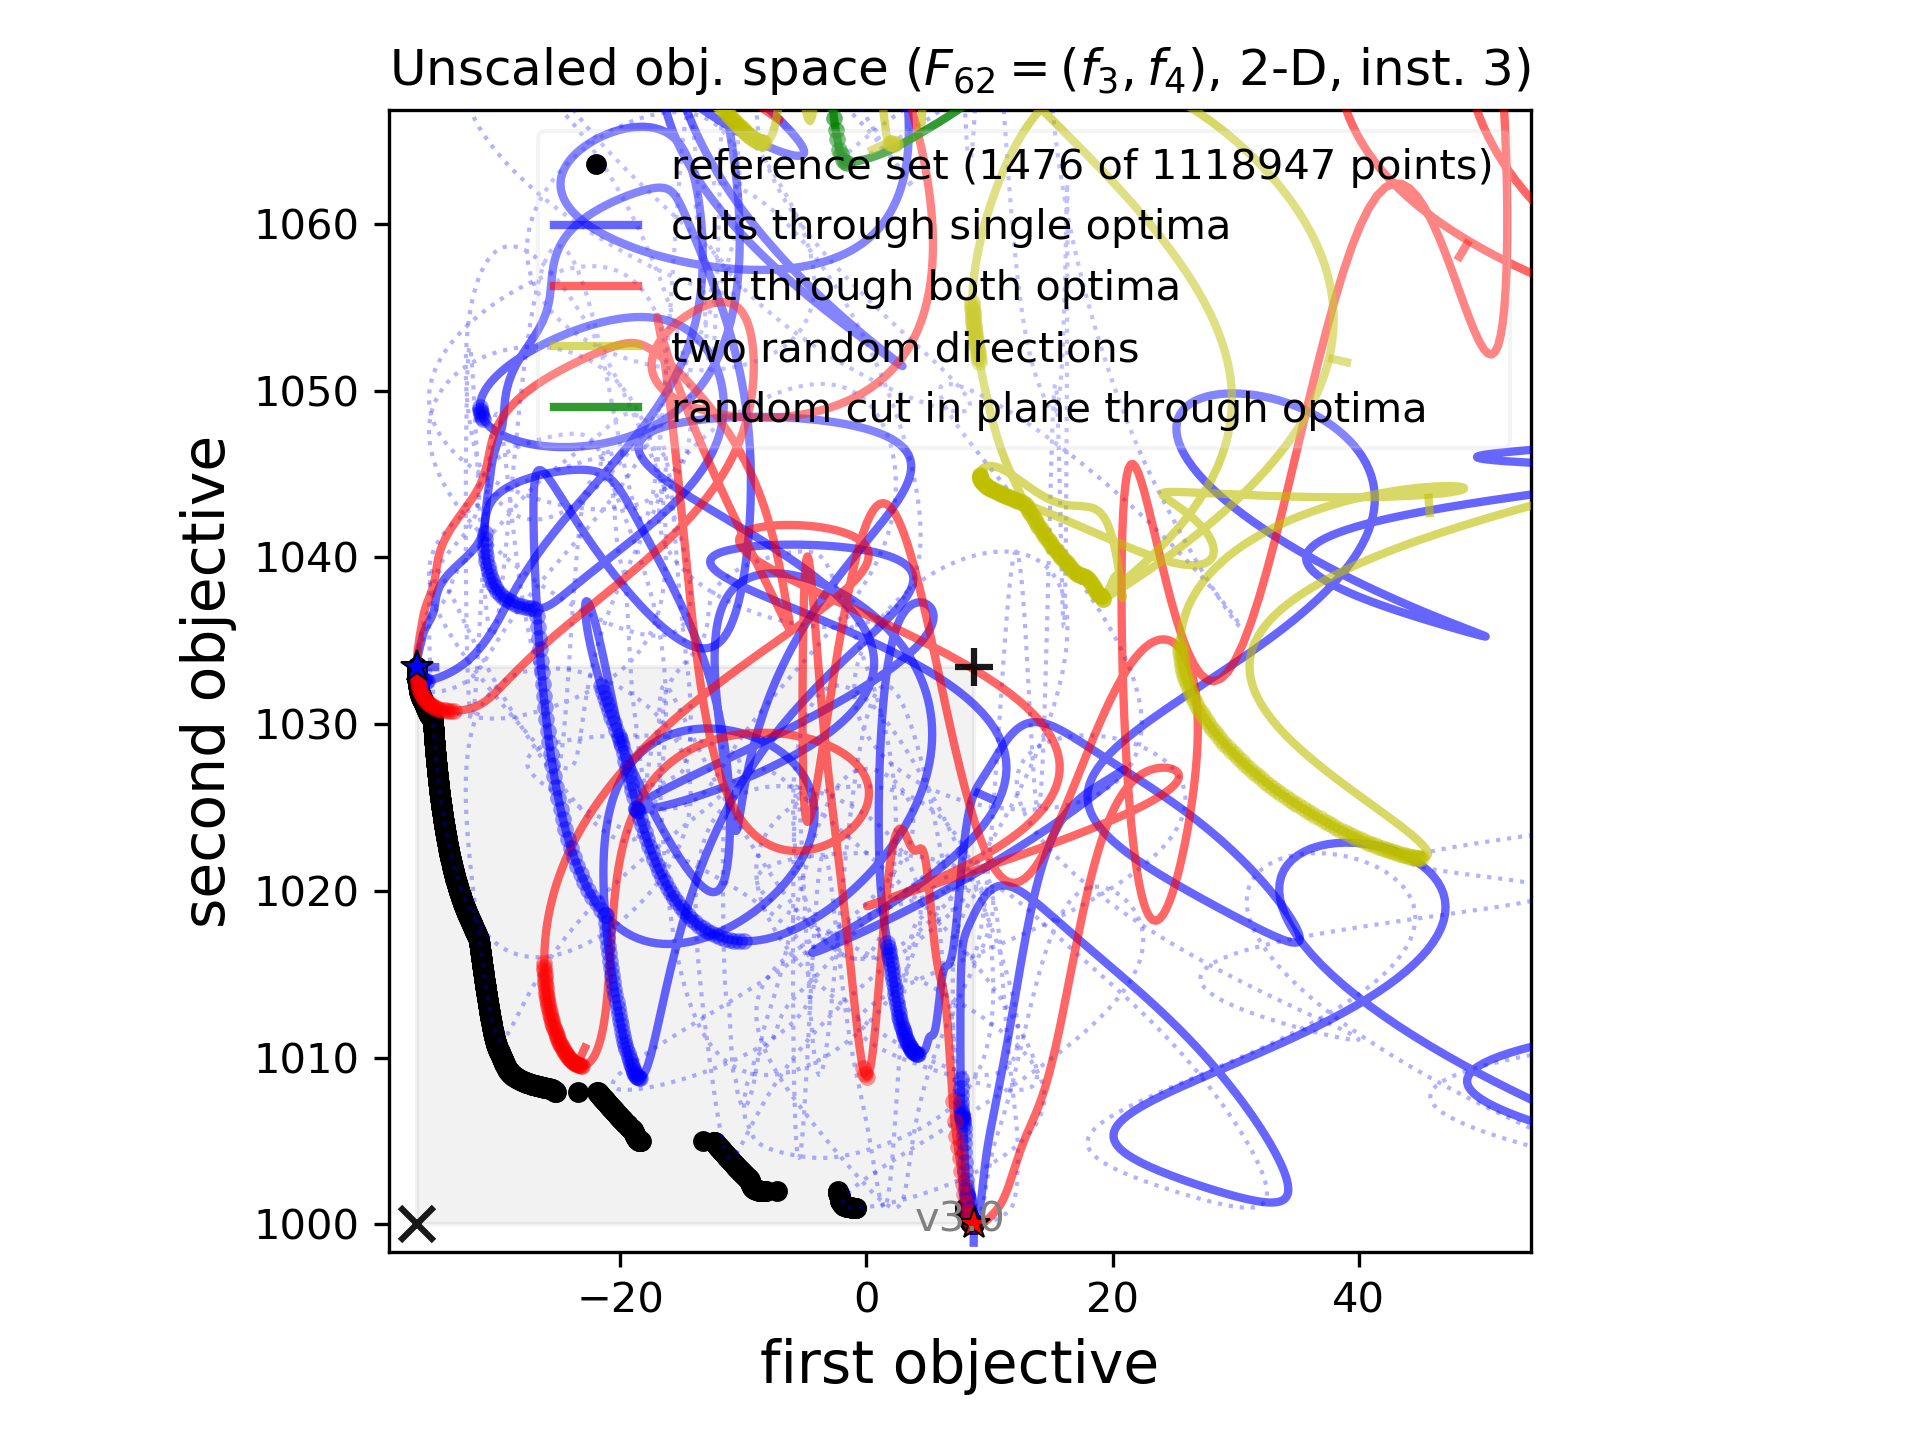 Unscaled obj. space (F62 = (f3, f4), 2-D, inst. 3)
reference set (1476 of 1118947 points)
cuts through single optima
cut through both optima
two random directions
random cut in plane through optima
1060
1050
1040
1030
1020
1010
1000
second objective
v3.0
−20
0
20
40
first objective